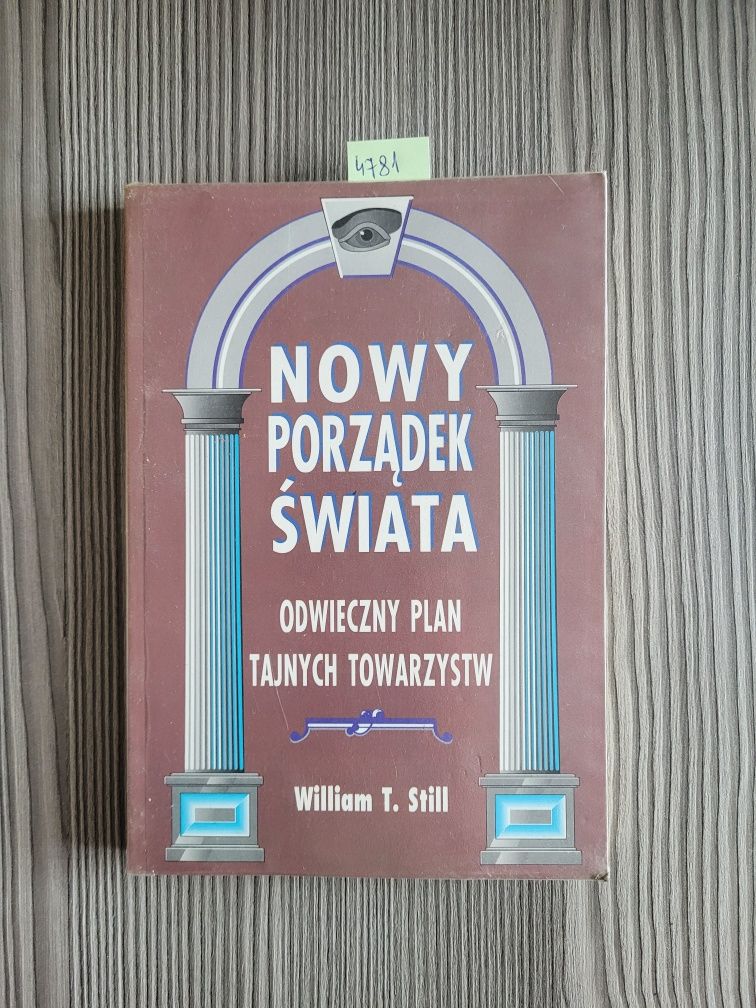 4781
NOWY
PORZĄDEK
ŚWIATA
ODWIECZNY PLAN
TAJNYCH TOWARZYSTW
William T. Still